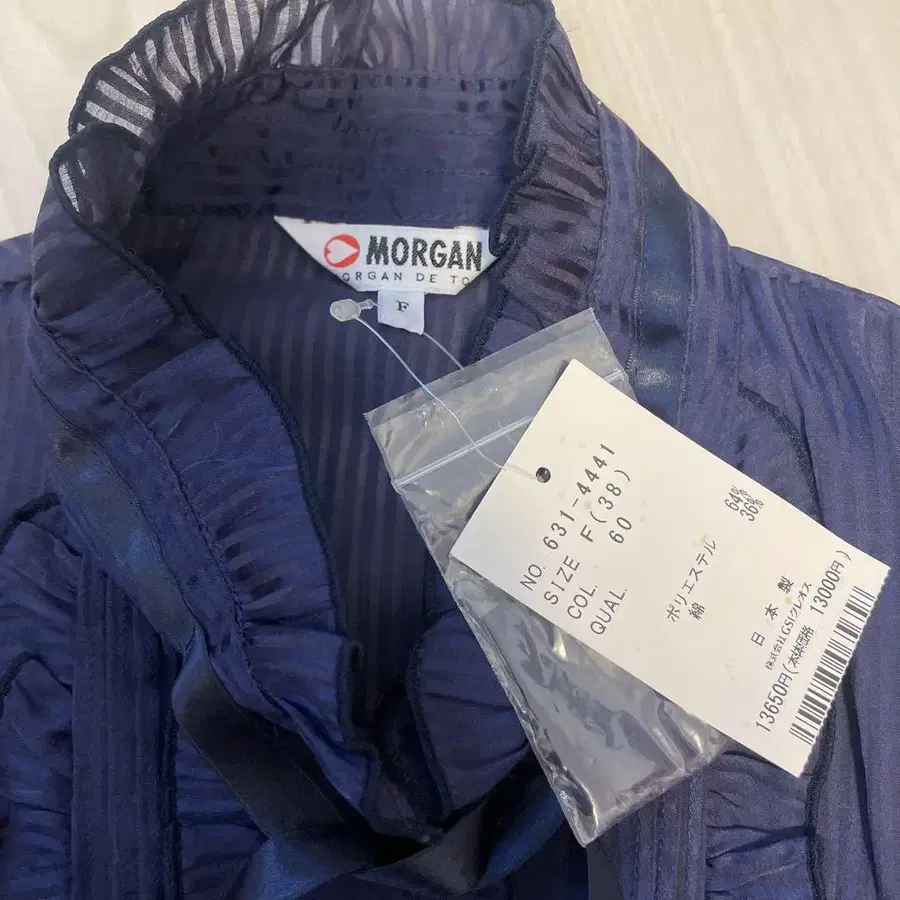 MORGAN
MORGAN DE TO
F
NO. 631-4441
SIZE F(38)
COL. 60
QUAL.
ポリエステル 64%
綿 36%
日本製
株式会社GSIクレオス
13650円(本体価格 13000円)